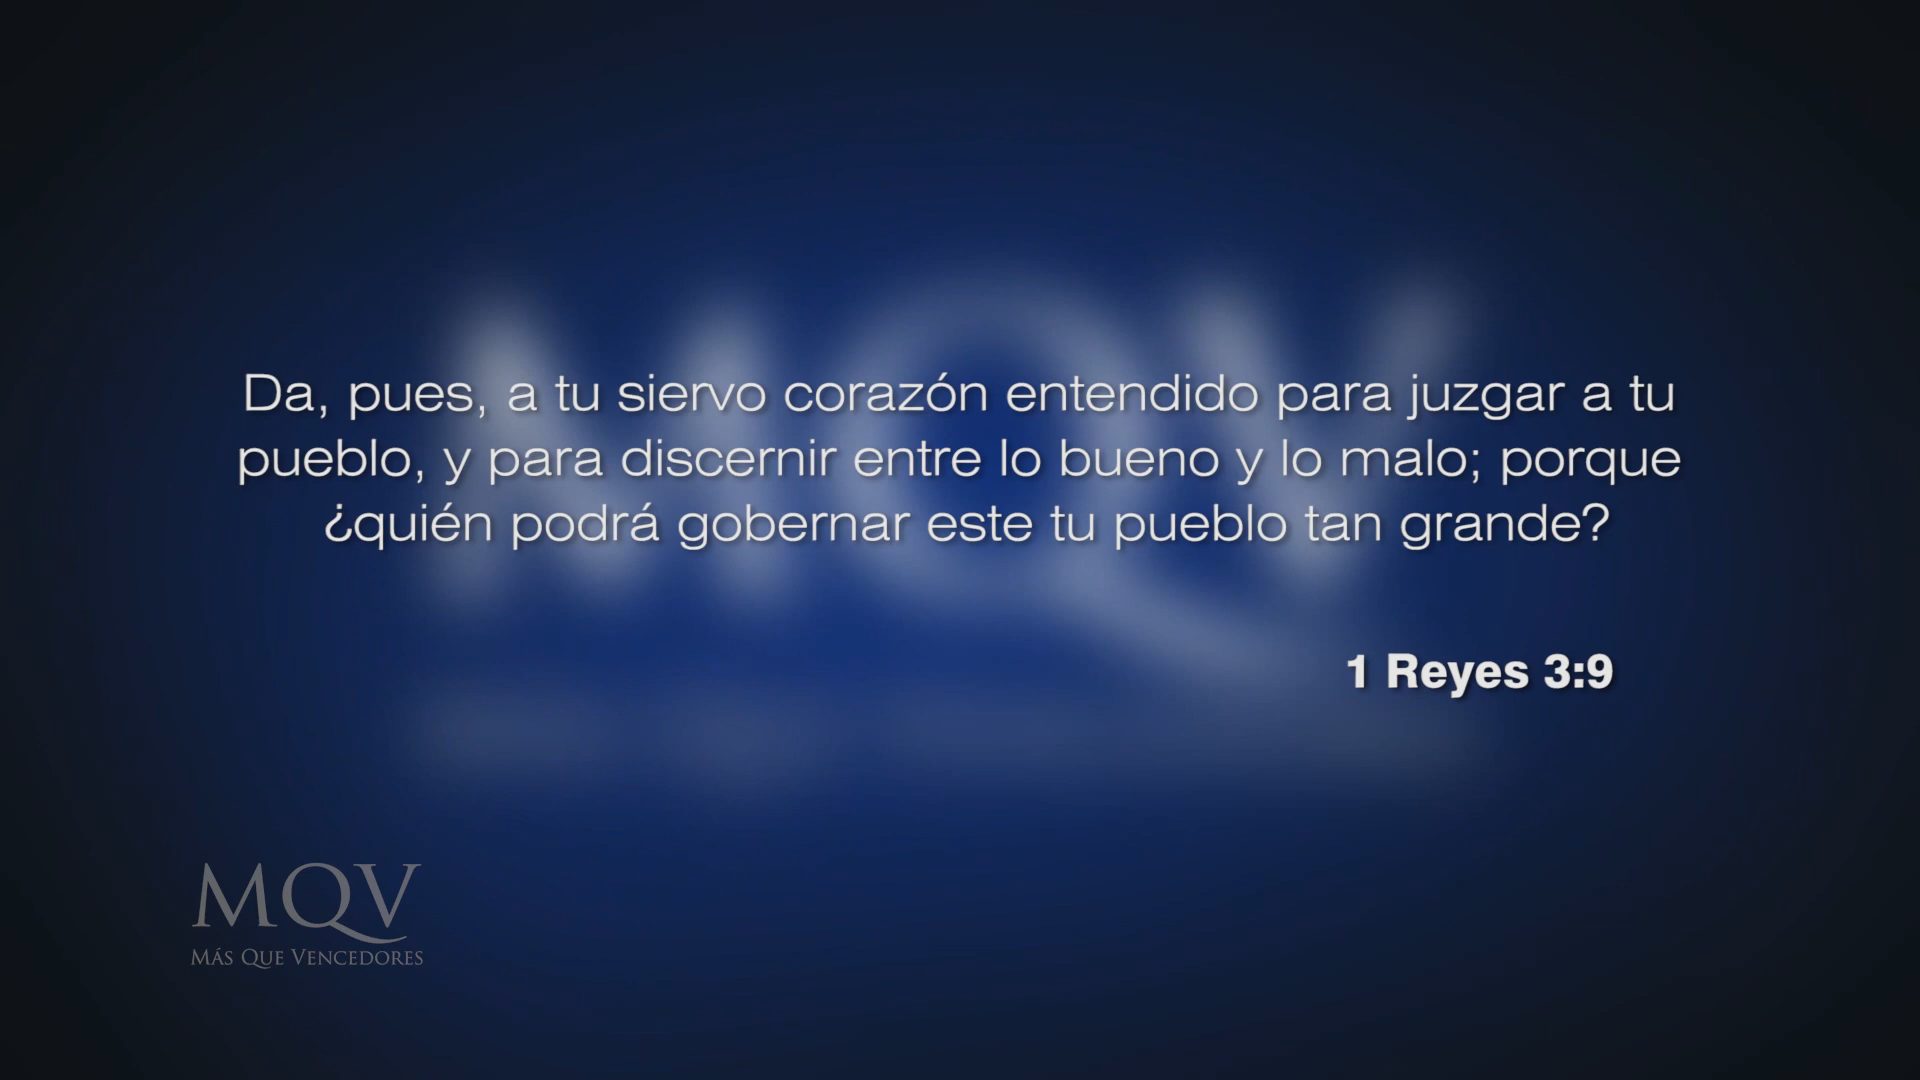 Da, pues, a tu siervo corazón entendido para juzgar a tu
pueblo, y para discernir entre lo bueno y lo malo; porque
¿quién podrá gobernar este tu pueblo tan grande?
1 Reyes 3:9
MQV
MÁS QUE VENCEDORES